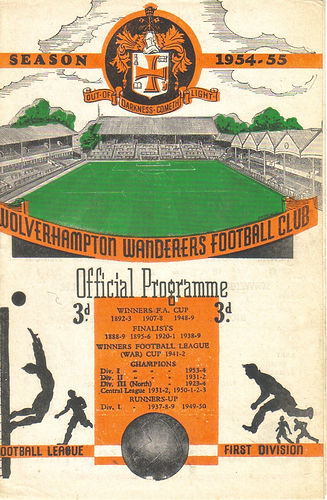 SEASON 1954-55
OUT·OF DARKNESS·COMETH LIGHT
WOLVERHAMPTON WANDERERS FOOTBALL CLUB
Official Programme
3d 3d
WINNERS F.A. CUP
1892-3 1907-8 1948-9
FINALISTS
1888-9 1895-6 1920-1 1938-9
WINNERS FOOTBALL LEAGUE
(WAR) CUP 1941-2
CHAMPIONS
Div. I - - - 1953-4
Div. II - - - 1931-2
Div. III (North) 1923-4
Central League 1931-2, 1950-1-2-3
RUNNERS-UP
Div. I. - 1937-8-9 1949-50
FOOTBALL LEAGUE FIRST DIVISION